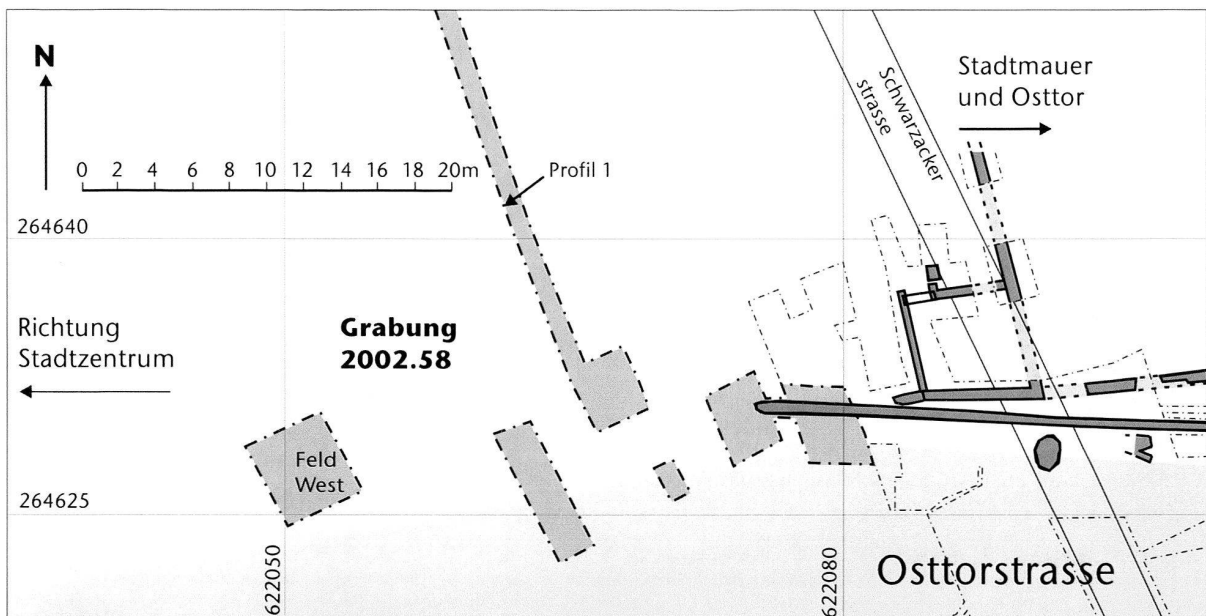 N
0 2 4 6 8 10 12 14 16 18 20m
264640
Profil 1
Schwarzacker
strasse
Stadtmauer
und Osttor
Richtung
Stadtzentrum
Grabung
2002.58
Feld
West
264625
622050
622080
Osttorstrasse